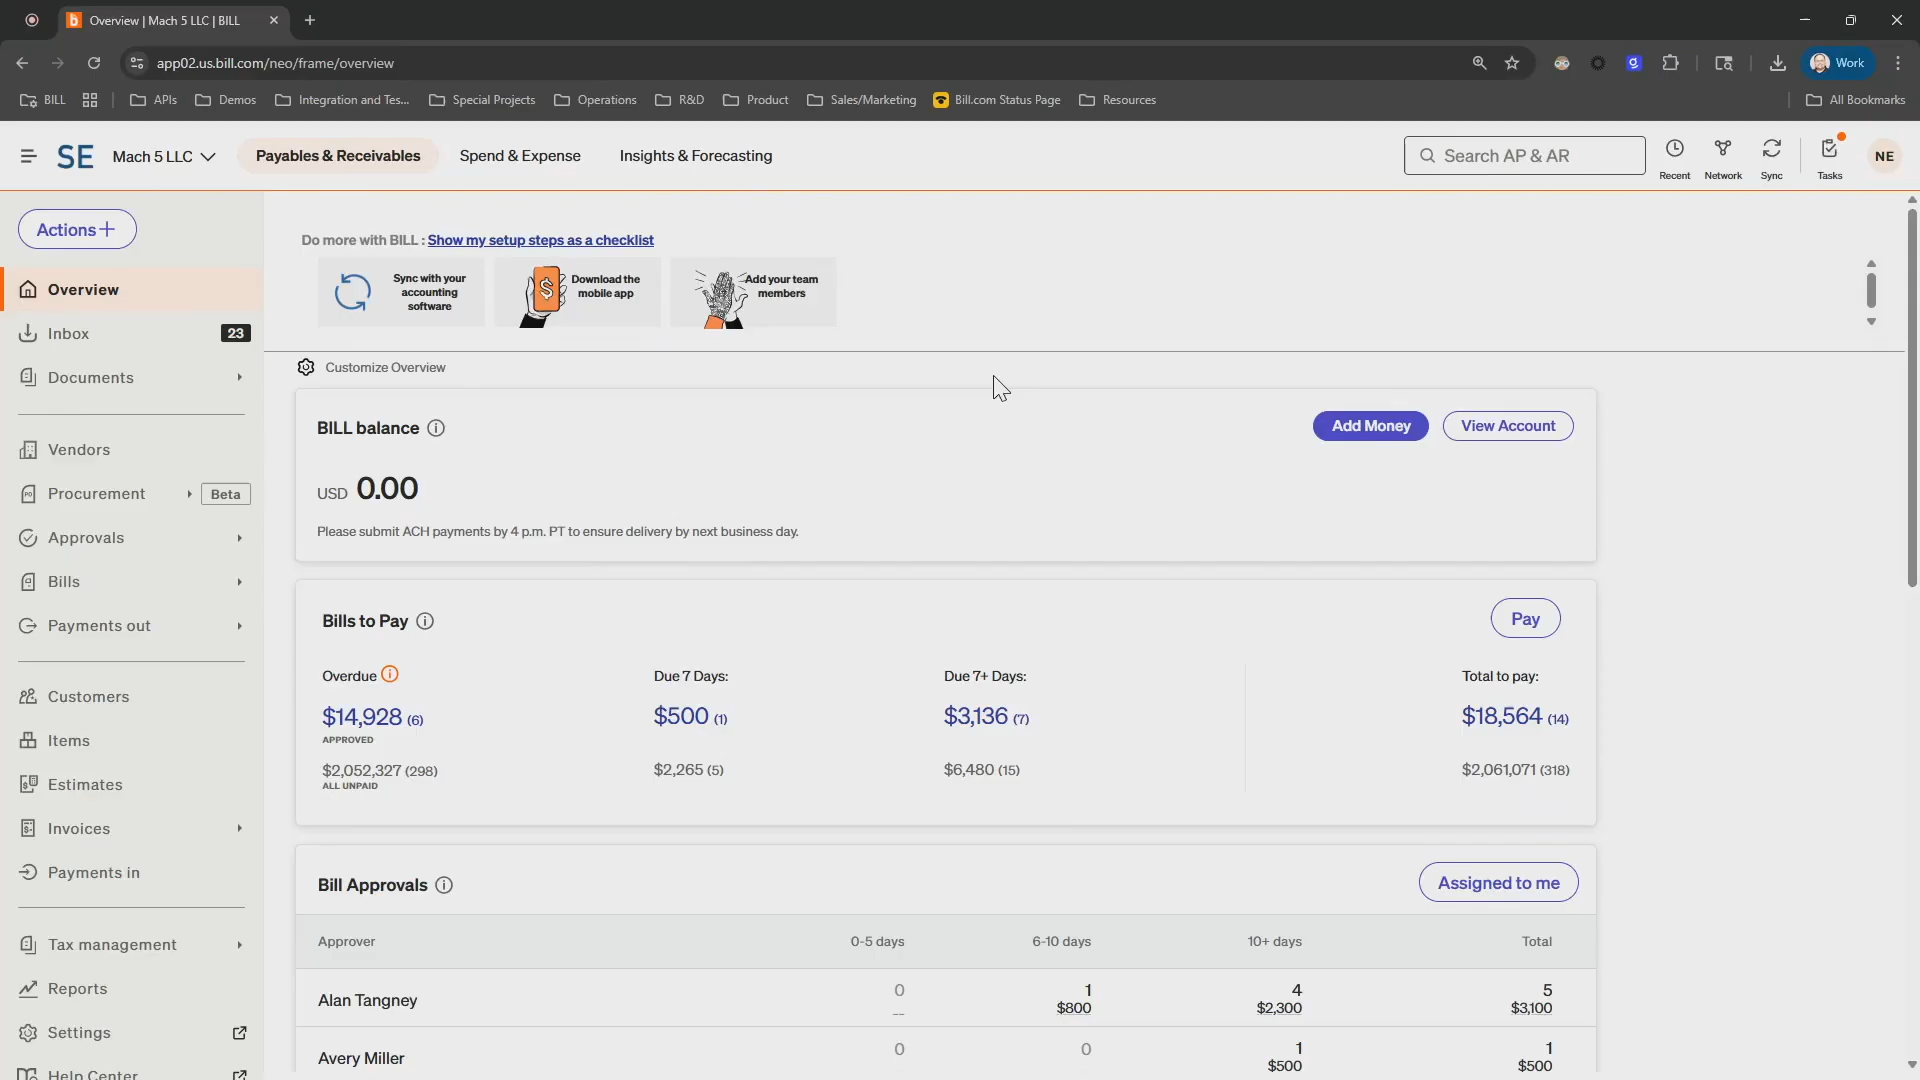 Overview | Mach 5 LLC | BILL
app02.us.bill.com/neo/frame/overview
Work
BILL
APIs
Demos
Integration and Tes...
Special Projects
Operations
R&D
Product
Sales/Marketing
Bill.com Status Page
Resources
All Bookmarks
SE
Mach 5 LLC
Payables & Receivables
Spend & Expense
Insights & Forecasting
Search AP & AR
Recent
Network
Sync
Tasks
NE
Actions+
Overview
Inbox
23
Documents
Vendors
Procurement
Beta
Approvals
Bills
Payments out
Customers
Items
Estimates
Invoices
Payments in
Tax management
Reports
Settings
Help Center
Do more with BILL : Show my setup steps as a checklist
Sync with your
accounting
software
Download the
mobile app
Add your team
members
Customize Overview
BILL balance
Add Money
View Account
USD 0.00
Please submit ACH payments by 4 p.m. PT to ensure delivery by next business day.
Bills to Pay
Pay
Overdue
Due 7 Days:
Due 7+ Days:
Total to pay:
$14,928 (6)
$500 (1)
$3,136 (7)
$18,564 (14)
APPROVED
$2,052,327 (298)
$2,265 (5)
$6,480 (15)
$2,061,071 (318)
ALL UNPAID
Bill Approvals
Assigned to me
Approver
0-5 days
6-10 days
10+ days
Total
Alan Tangney
0
--
1
$800
4
$2,300
5
$3,100
Avery Miller
0
0
1
$500
1
$500